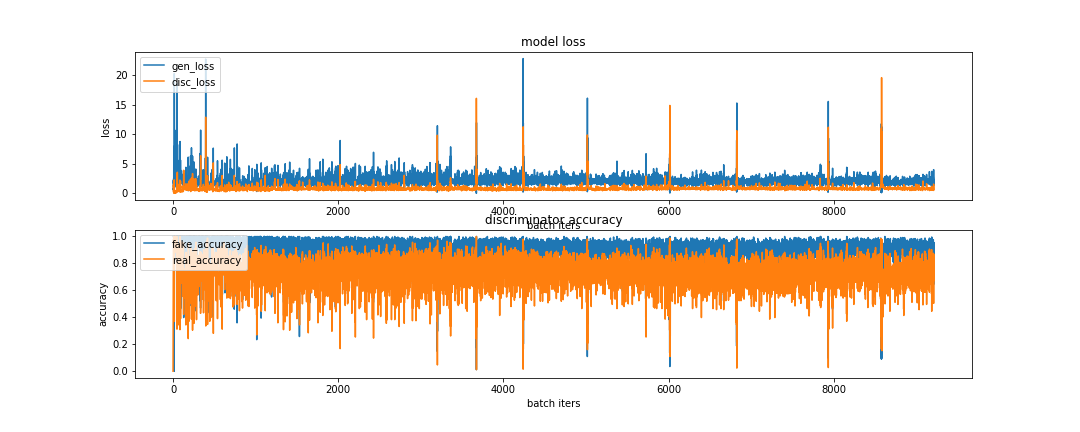 model loss
gen_loss
disc_loss
20
15
10
5
0
loss
0
2000
4000
6000
8000
batch iters
discriminator accuracy
fake_accuracy
real_accuracy
1.0
0.8
0.6
0.4
0.2
0.0
accuracy
0
2000
4000
6000
8000
batch iters